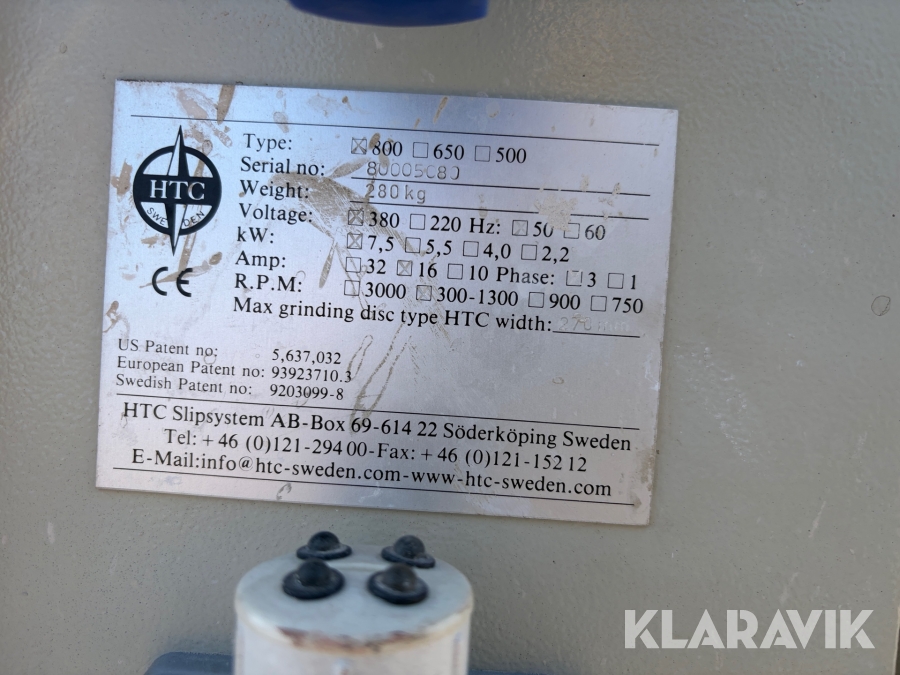 HTC
SWEDEN
CE
Type: ☒800 ☐650 ☐500
Serial no: 80005080
Weight: 280 kg
Voltage: ☒380 ☐220 Hz: ☒50 ☐60
kW: ☒7,5 ☐5,5 ☐4,0 ☐2,2
Amp: ☐32 ☒16 ☐10 Phase: ☐3 ☐1
R.P.M: ☐3000 ☒300-1300 ☐900 ☐750
Max grinding disc type HTC width: 270
US Patent no: 5,637,032
European Patent no: 93923710.3
Swedish Patent no: 9203099-8
HTC Slipsystem AB-Box 69-614 22 Söderköping Sweden
Tel: + 46 (0)121-294 00-Fax: + 46 (0)121-152 12
E-Mail:info@htc-sweden.com-www-htc-sweden.com
KLARAVIK